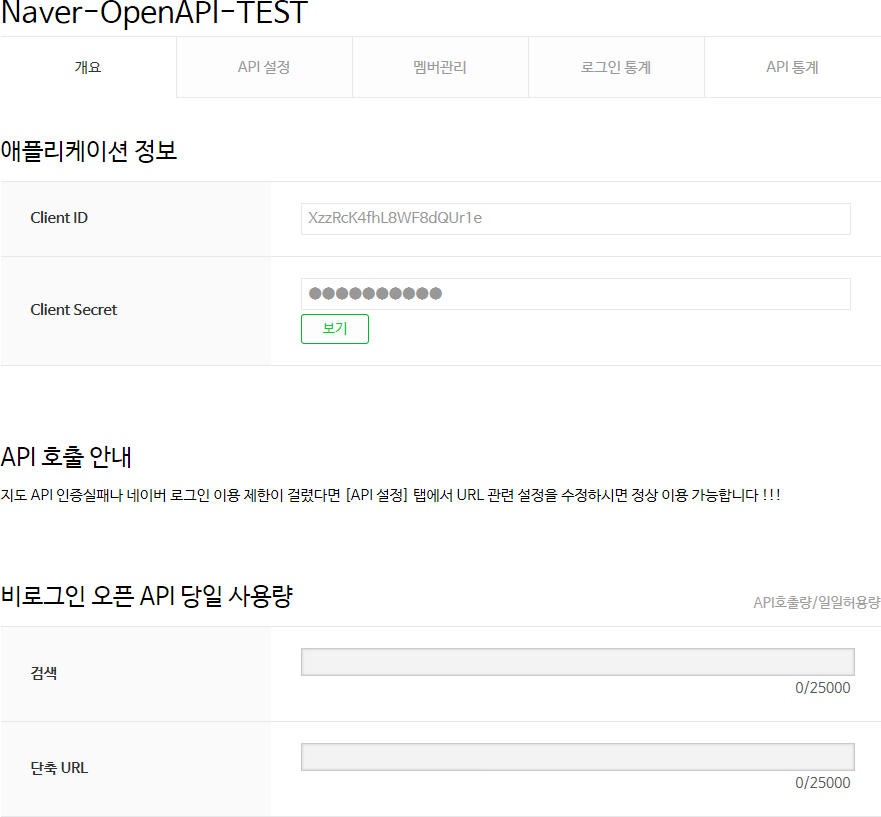 Naver-OpenAPI-TEST
개요 API 설정 멤버관리 로그인 통계 API 통계
애플리케이션 정보
Client ID XzzRcK4fhL8WF8dQUr1e
Client Secret ●●●●●●●●●●
보기
API 호출 안내
지도 API 인증실패나 네이버 로그인 이용 제한이 걸렸다면 [API 설정] 탭에서 URL 관련 설정을 수정하시면 정상 이용 가능합니다 !!!
비로그인 오픈 API 당일 사용량 API호출량/일일허용량
검색
0/25000
단축 URL
0/25000